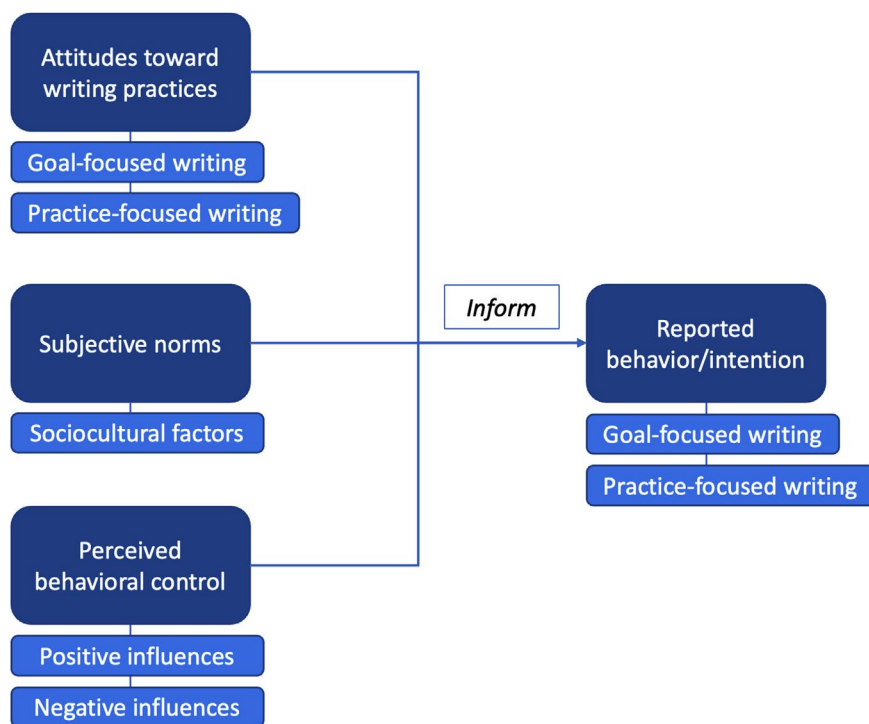 Attitudes toward
writing practices
Goal-focused writing
Practice-focused writing
Subjective norms
Sociocultural factors
Perceived
behavioral control
Positive influences
Negative influences
Inform
Reported
behavior/intention
Goal-focused writing
Practice-focused writing